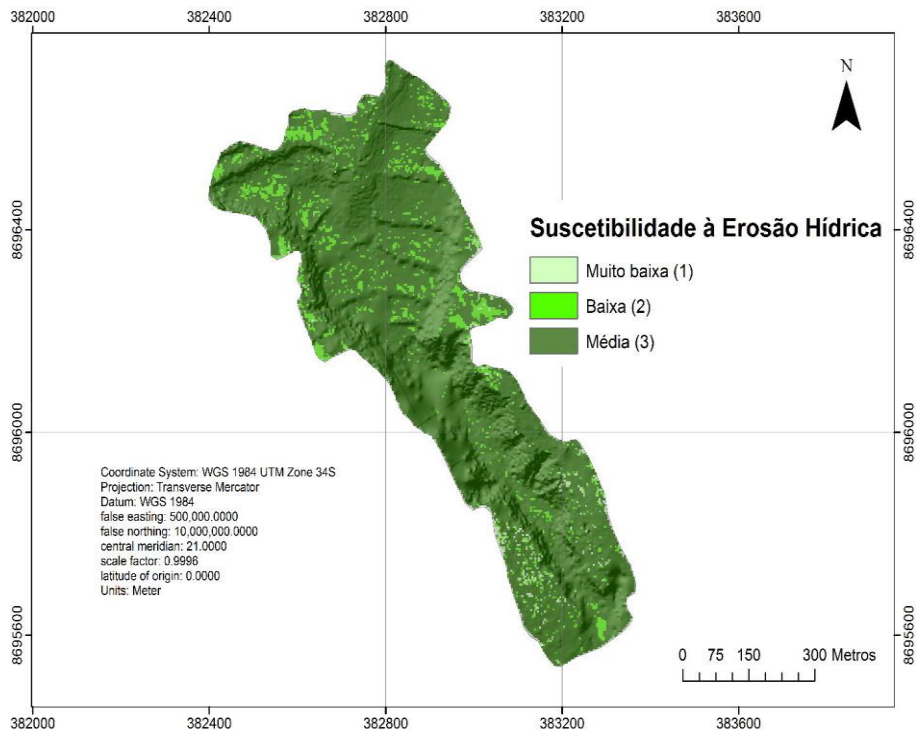 382000 382400 382800 383200 383600
N
8696400 8696400
Suscetibilidade à Erosão Hídrica
Muito baixa (1)
Baixa (2)
Média (3)
8696000 8696000
Coordinate System: WGS 1984 UTM Zone 34S
Projection: Transverse Mercator
Datum: WGS 1984
false easting: 500,000.0000
false northing: 10,000,000.0000
central meridian: 21.0000
scale factor: 0.9996
latitude of origin: 0.0000
Units: Meter
8695600 8695600
0 75 150 300 Metros
382000 382400 382800 383200 383600